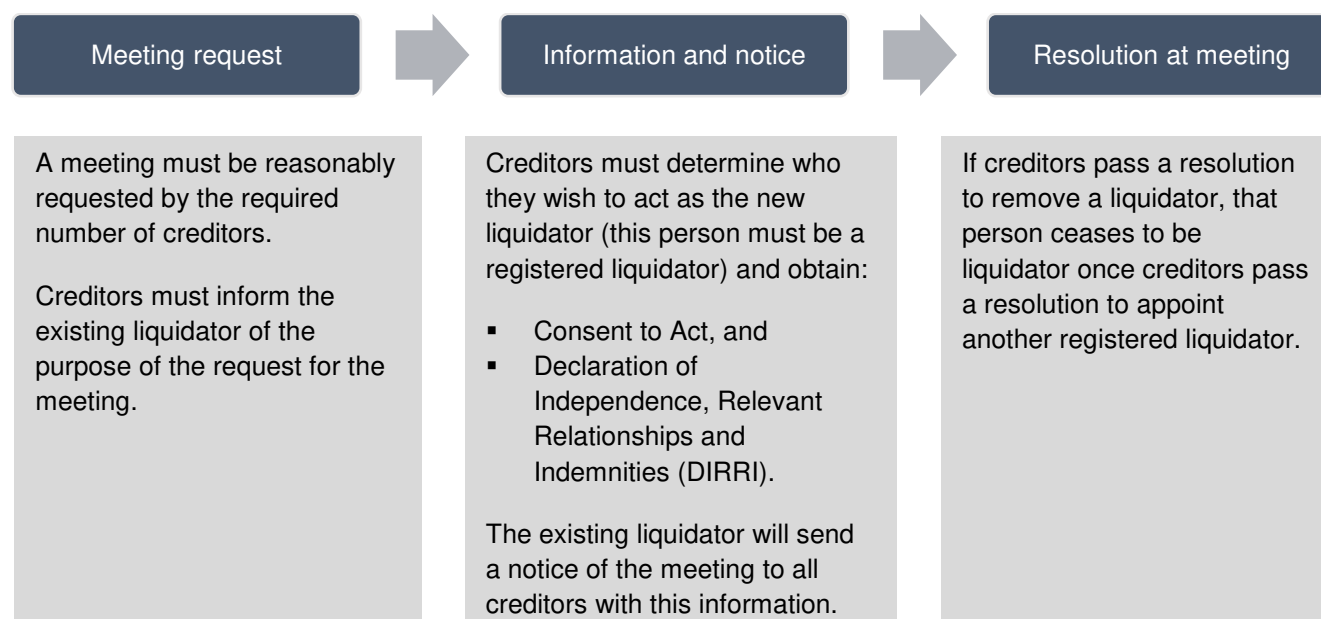 Meeting request
Information and notice
Resolution at meeting
A meeting must be reasonably
requested by the required
number of creditors.
Creditors must inform the
existing liquidator of the
purpose of the request for the
meeting.
Creditors must determine who
they wish to act as the new
liquidator (this person must be a
registered liquidator) and obtain:
▪ Consent to Act, and
▪ Declaration of
Independence, Relevant
Relationships and
Indemnities (DIRRI).
The existing liquidator will send
a notice of the meeting to all
creditors with this information.
If creditors pass a resolution
to remove a liquidator, that
person ceases to be
liquidator once creditors pass
a resolution to appoint
another registered liquidator.